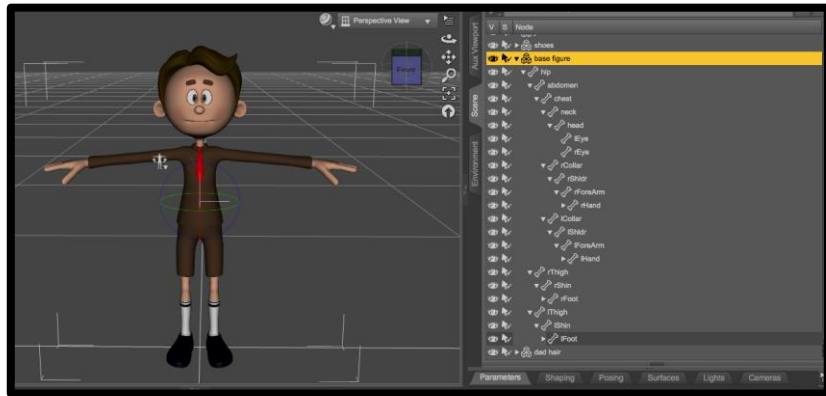 Perspective View
Front
Aux Viewport
Scene
Environment
V S Node
shoes
base figure
hip
abdomen
chest
neck
head
lEye
rEye
rCollar
rShldr
rForeArm
rHand
lCollar
lShldr
lForeArm
lHand
rThigh
rShin
rFoot
lThigh
lShin
lFoot
dad hair
Parameters Shaping Posing Surfaces Lights Cameras